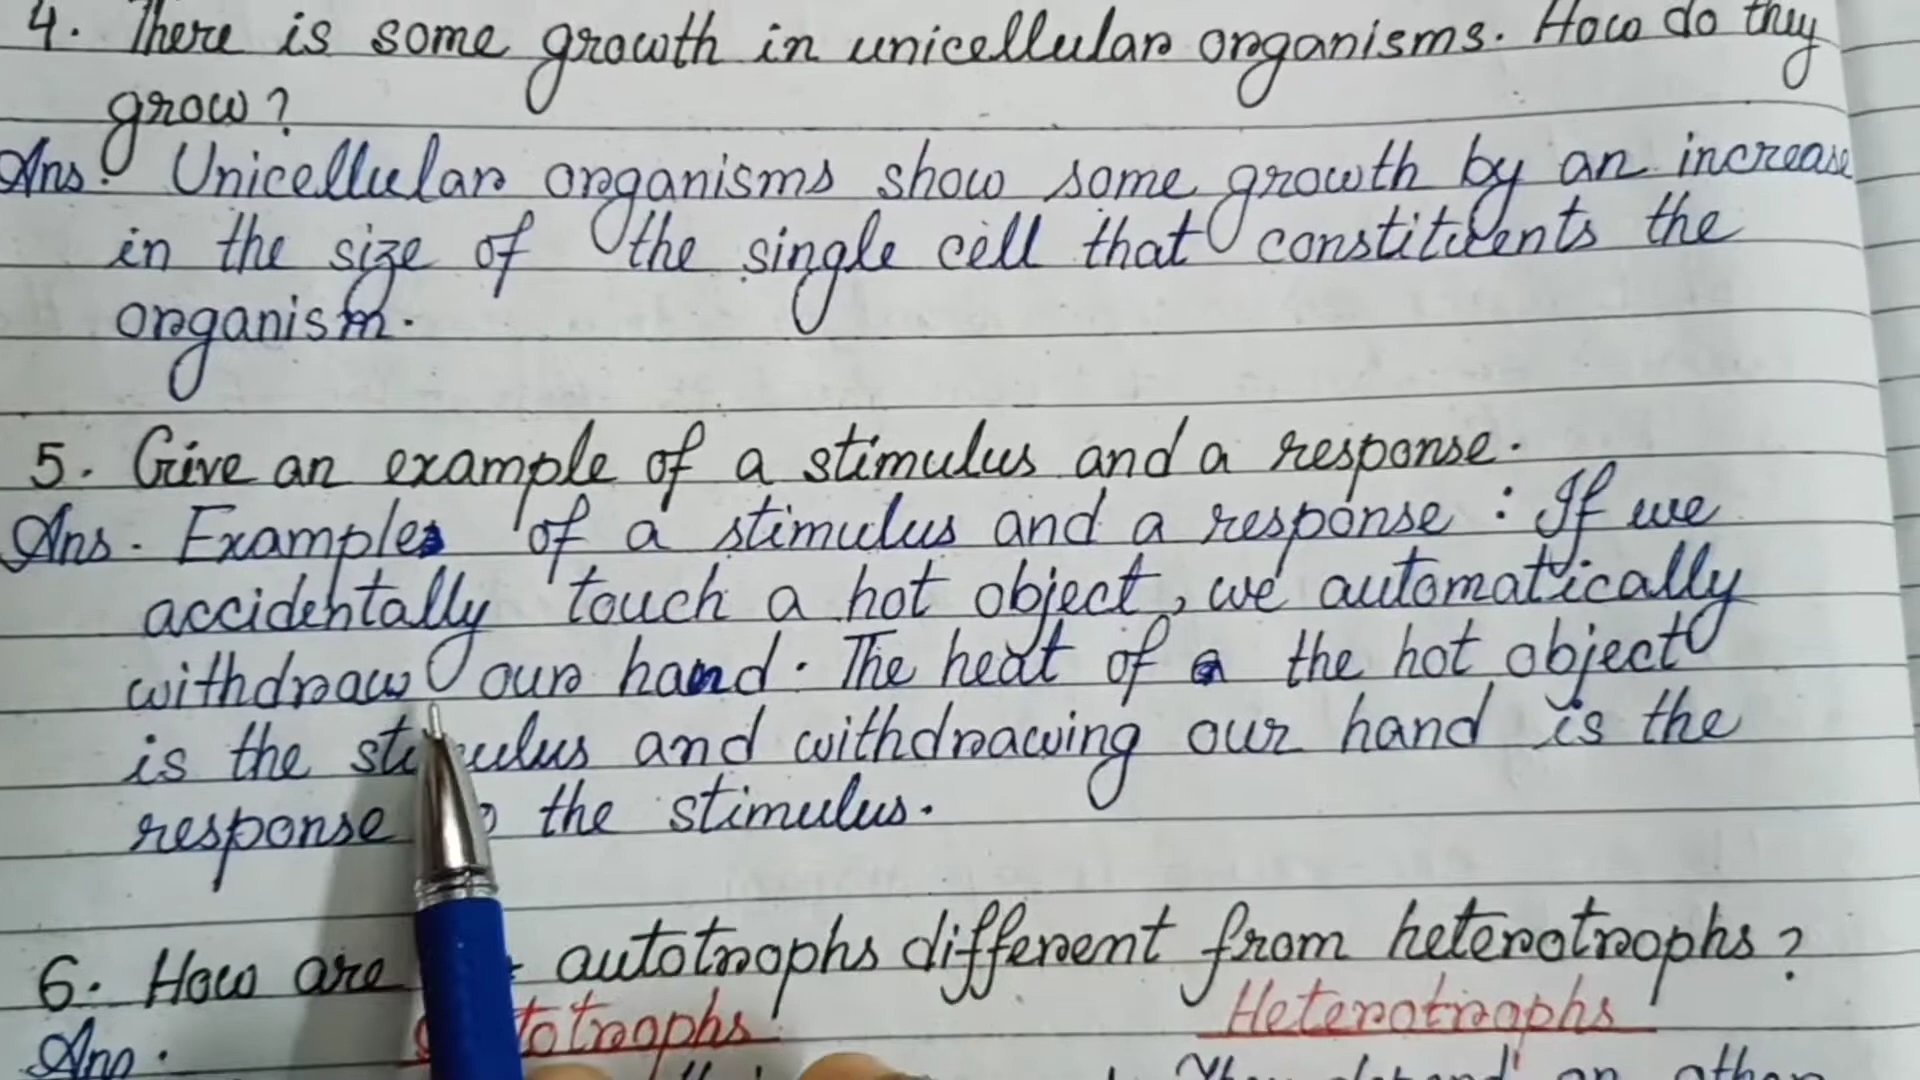 4. There is some growth in unicellular organisms. How do they
grow?
Ans. Unicellular organisms show some growth by an increase
in the size of the single cell that constituents the
organism.
5. Give an example of a stimulus and a response.
Ans. Examples of a stimulus and a response : If we
accidentally touch a hot object, we automatically
withdraw our hand. The heat of the hot object
is the and withdrawing our hand is the
response the stimulus.
6. How are autotrophs different from heterotrophs?
Heterotrophs
Ans.